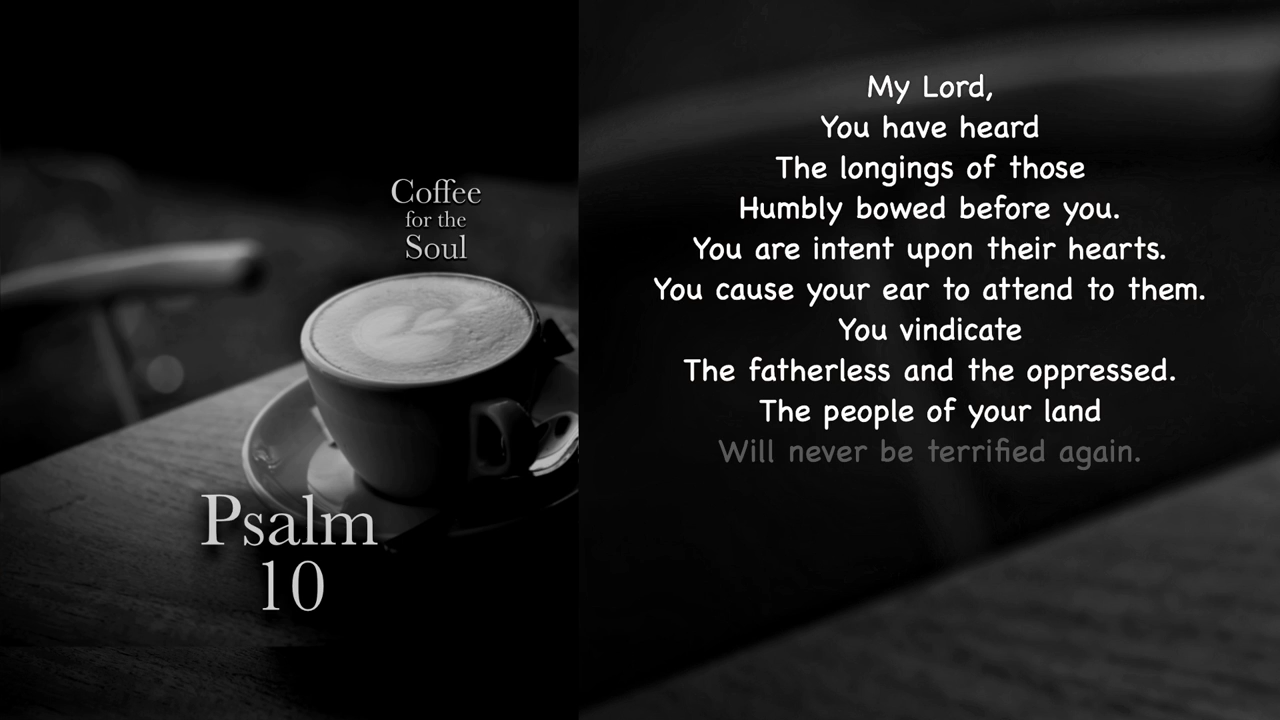 Coffee
for the
Soul
Psalm
10
My Lord,
You have heard
The longings of those
Humbly bowed before you.
You are intent upon their hearts.
You cause your ear to attend to them.
You vindicate
The fatherless and the oppressed.
The people of your land
Will never be terrified again.